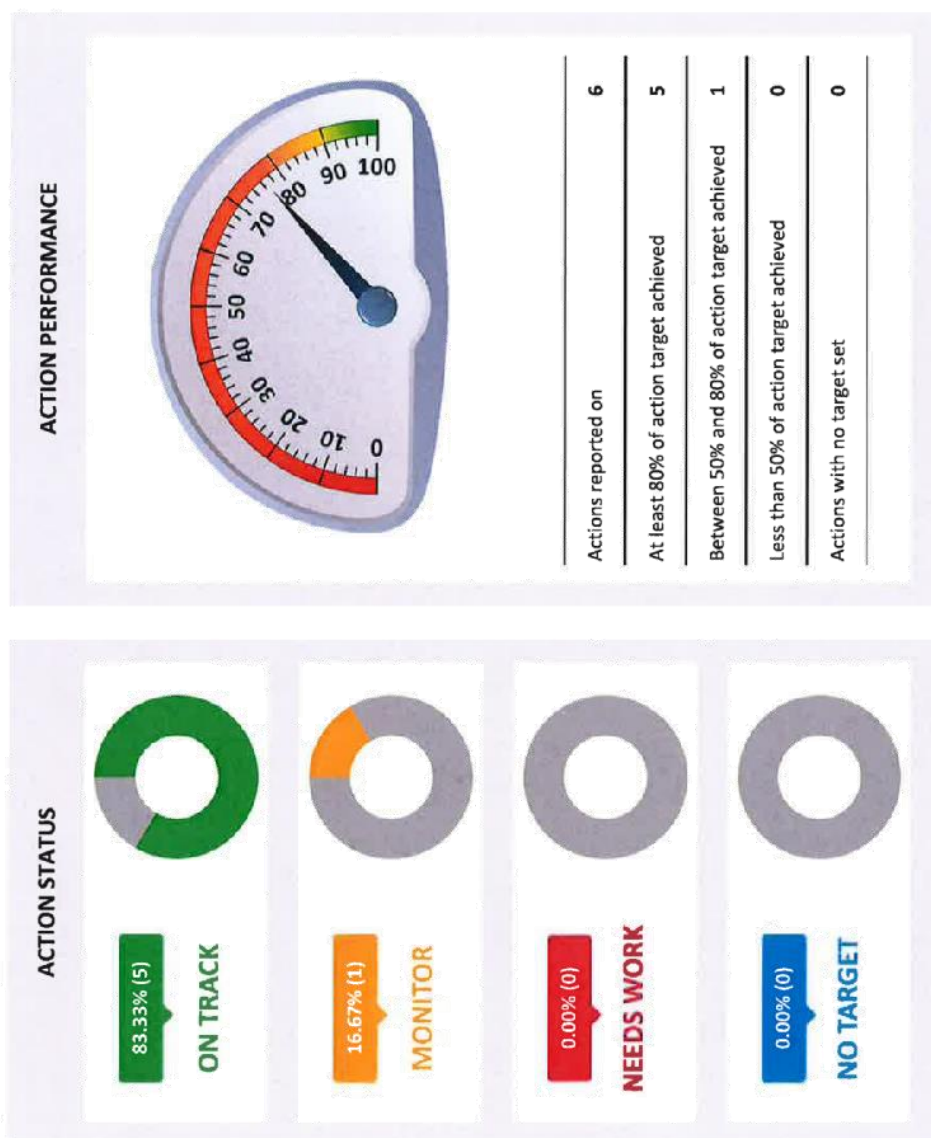 ACTION STATUS
83.33% (5)
ON TRACK
16.67% (1)
MONITOR
0.00% (0)
NEEDS WORK
0.00% (0)
NO TARGET
ACTION PERFORMANCE
0
10
20
30
40
50
60
70
80
90
100
Actions reported on 6
At least 80% of action target achieved 5
Between 50% and 80% of action target achieved 1
Less than 50% of action target achieved 0
Actions with no target set 0